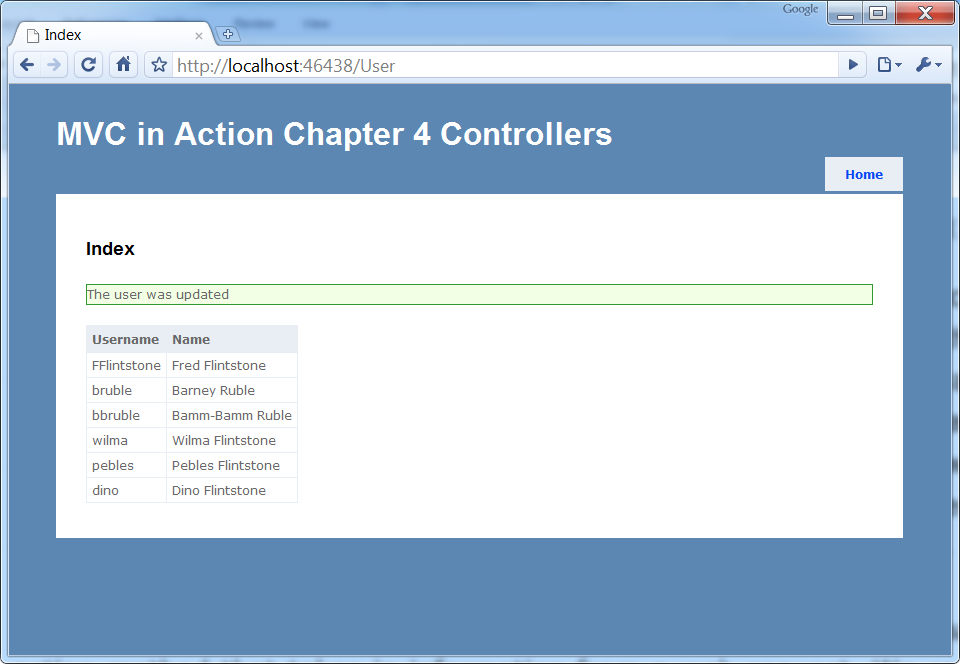 Google
Index
http://localhost:46438/User
MVC in Action Chapter 4 Controllers
Home
Index
The user was updated
Username Name
FFlintstone Fred Flintstone
bruble Barney Ruble
bbruble Bamm-Bamm Ruble
wilma Wilma Flintstone
pebles Pebles Flintstone
dino Dino Flintstone